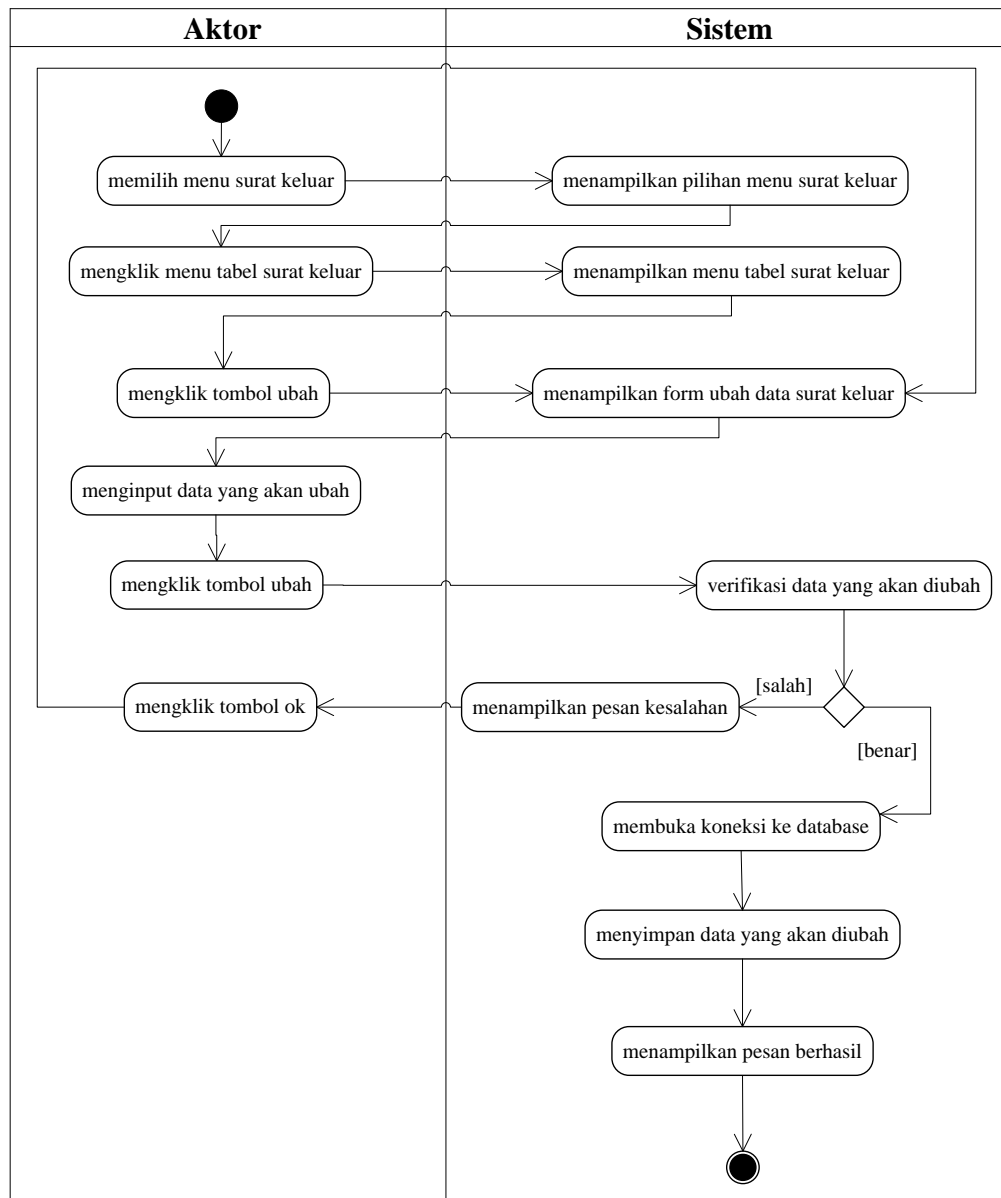 Aktor
Sistem
memilih menu surat keluar
menampilkan pilihan menu surat keluar
mengklik menu tabel surat keluar
menampilkan menu tabel surat keluar
mengklik tombol ubah
menampilkan form ubah data surat keluar
menginput data yang akan ubah
mengklik tombol ubah
verifikasi data yang akan diubah
[salah]
mengklik tombol ok
menampilkan pesan kesalahan
[benar]
membuka koneksi ke database
menyimpan data yang akan diubah
menampilkan pesan berhasil